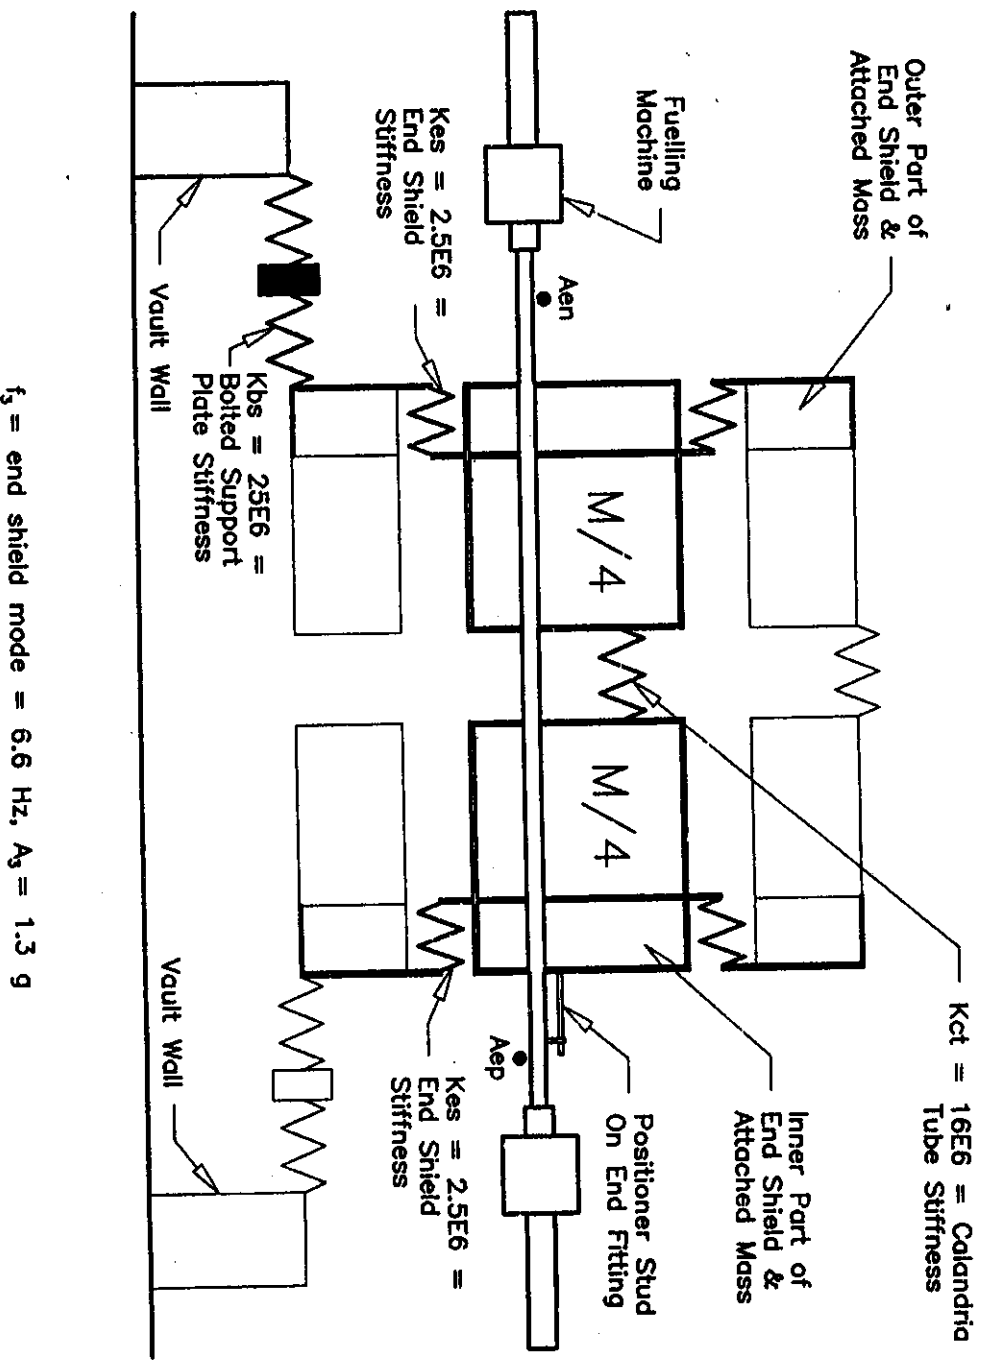 Outer Part of
End Shield &
Attached Mass
Fuelling
Machine
Kes = 2.5E6 =
End Shield
Stiffness
Aen
Vault Wall
Kbs = 25E6 =
Bolted Support
Plate Stiffness
M/4
M/4
Kct = 16E6 = Calandria
Tube Stiffness
Inner Part of
End Shield &
Attached Mass
Positioner Stud
On End Fitting
Aep
Kes = 2.5E6 =
End Shield
Stiffness
Vault Wall
f₃ = end shield mode = 6.6 Hz, A₃ = 1.3 g